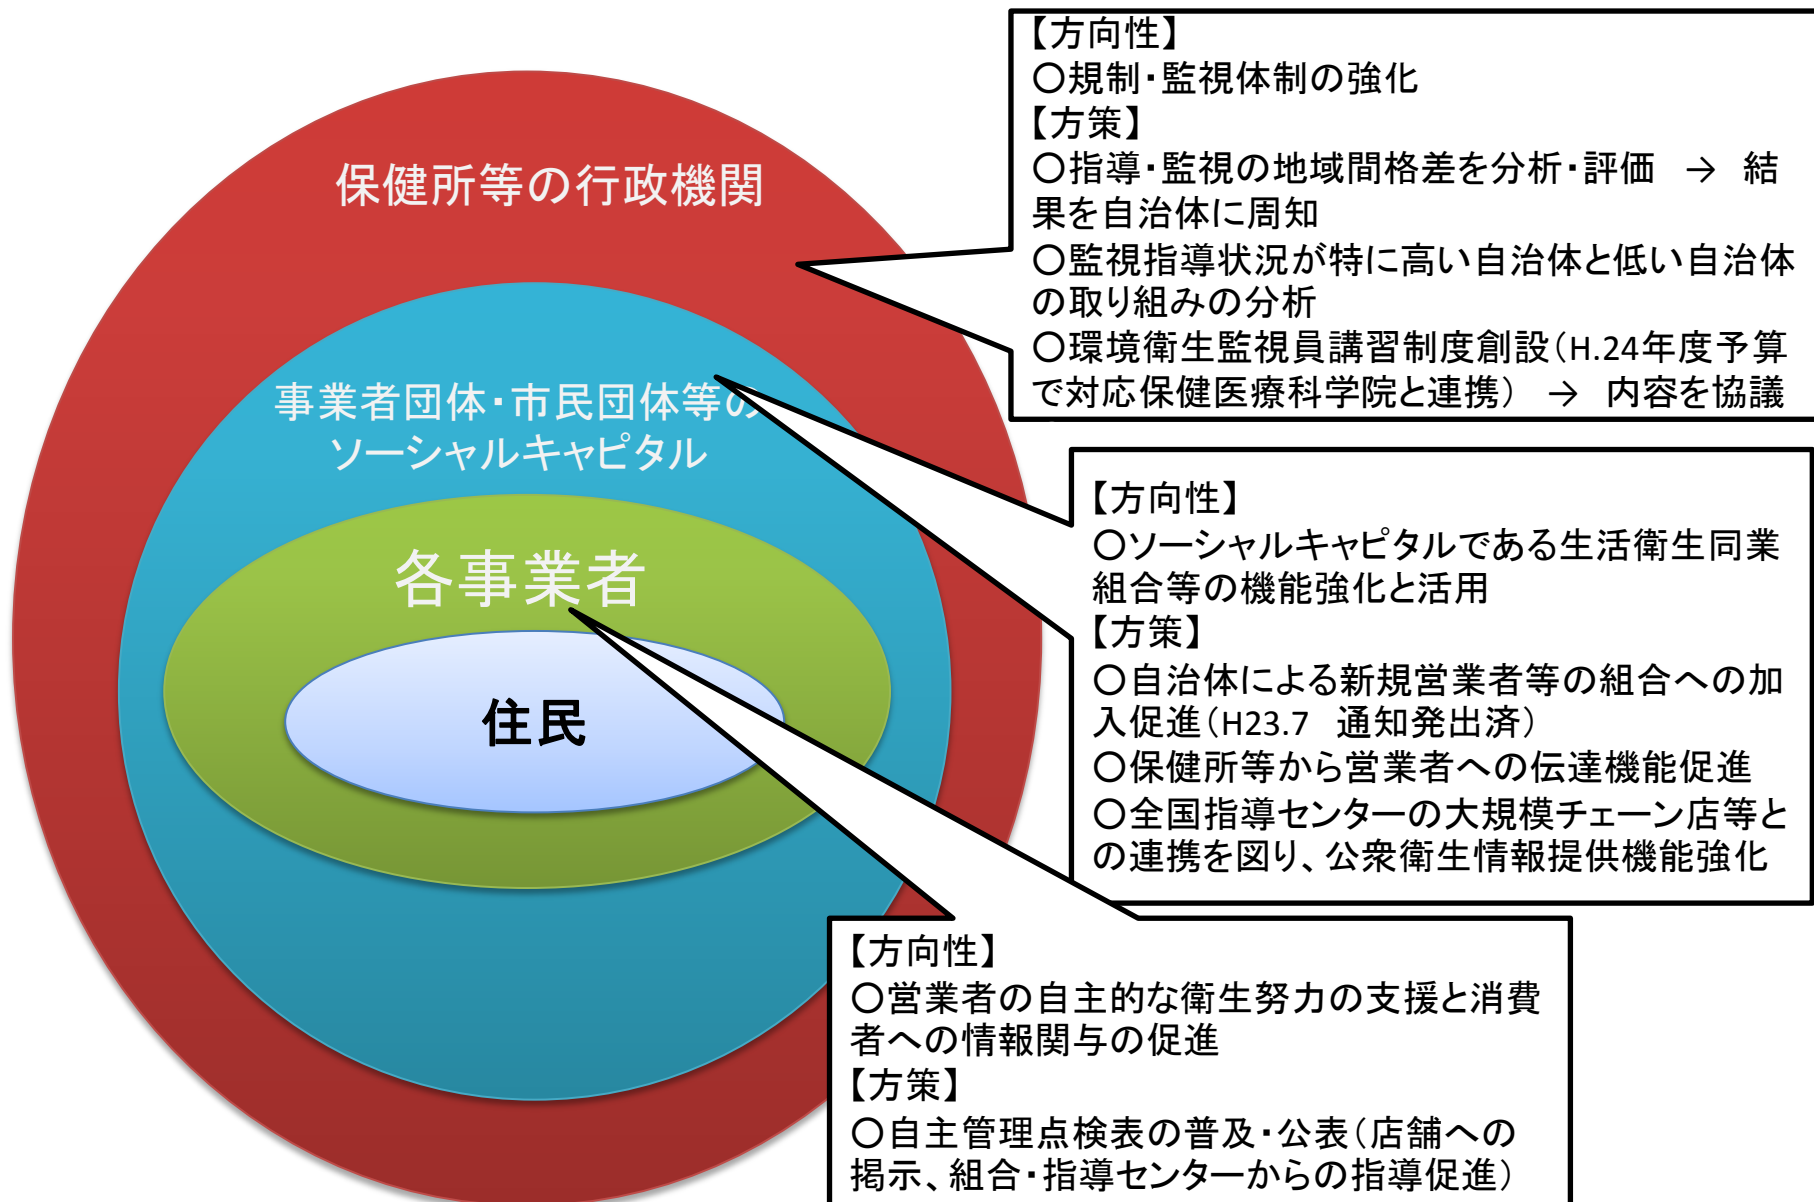 保健所等の行政機関
事業者団体・市民団体等の
ソーシャルキャピタル
各事業者
住民
【方向性】
○規制・監視体制の強化
【方策】
○指導・監視の地域間格差を分析・評価　→　結
果を自治体に周知
○監視指導状況が特に高い自治体と低い自治体
の取り組みの分析
○環境衛生監視員講習制度創設（H.24年度予算
で対応保健医療科学院と連携）　→　内容を協議
【方向性】
○ソーシャルキャピタルである生活衛生同業
組合等の機能強化と活用
【方策】
○自治体による新規営業者等の組合への加
入促進（H23.7　通知発出済）
○保健所等から営業者への伝達機能促進
○全国指導センターの大規模チェーン店等と
の連携を図り、公衆衛生情報提供機能強化
【方向性】
○営業者の自主的な衛生努力の支援と消費
者への情報関与の促進
【方策】
○自主管理点検表の普及・公表（店舗への
掲示、組合・指導センターからの指導促進）